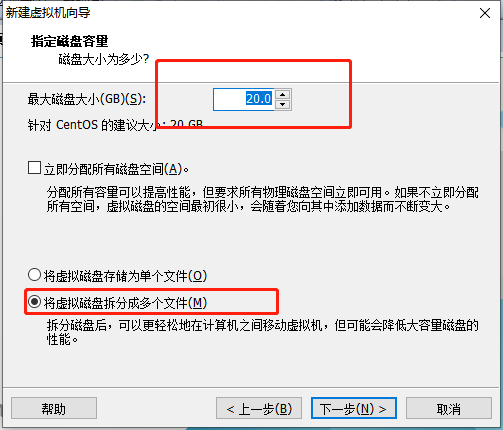 新建虚拟机向导
指定磁盘容量
磁盘大小为多少?
最大磁盘大小(GB)(S):
20.0
针对 CentOS 的建议大小: 20 GB
立即分配所有磁盘空间(A)。
分配所有容量可以提高性能，但要求所有物理磁盘空间立即可用。如果不立即分配
所有空间，虚拟磁盘的空间最初很小，会随着您向其中添加数据而不断变大。
将虚拟磁盘存储为单个文件(O)
将虚拟磁盘拆分成多个文件(M)
拆分磁盘后，可以更轻松地在计算机之间移动虚拟机，但可能会降低大容量磁盘的
性能。
帮助
< 上一步(B)
下一步(N) >
取消